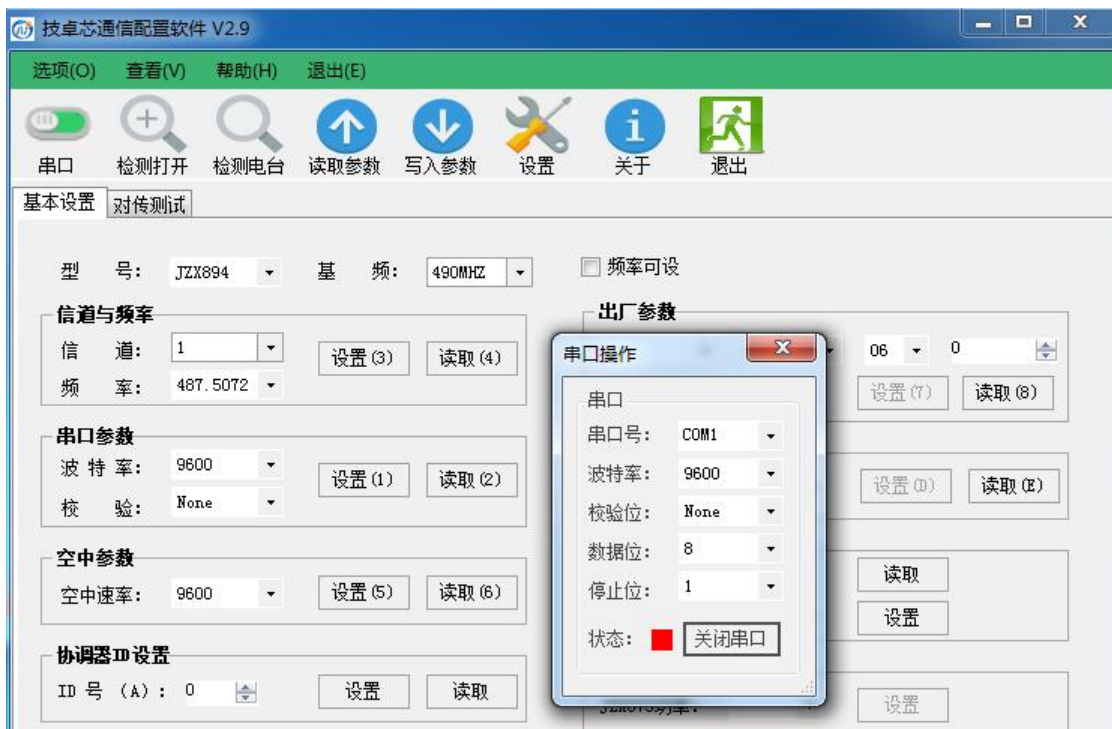 技卓芯通信配置软件 V2.9
选项(O) 查看(V) 帮助(H) 退出(E)
串口 检测打开 检测电台 读取参数 写入参数 设置 关于 退出
基本设置 对传测试
型 号: JZX894 基 频: 490MHZ 频率可设
信道与频率
信 道: 1 设置(3) 读取(4)
频 率: 487.5072
串口参数
波 特 率: 9600 设置(1) 读取(2)
校 验: None
空中参数
空中速率: 9600 设置(5) 读取(6)
协调器ID设置
ID 号 (A): 0 设置 读取
出厂参数
06 0
设置(7) 读取(8)
设置(D) 读取(E)
读取
设置
设置
串口操作
串口
串口号: COM1
波特率: 9600
校验位: None
数据位: 8
停止位: 1
状态: 关闭串口